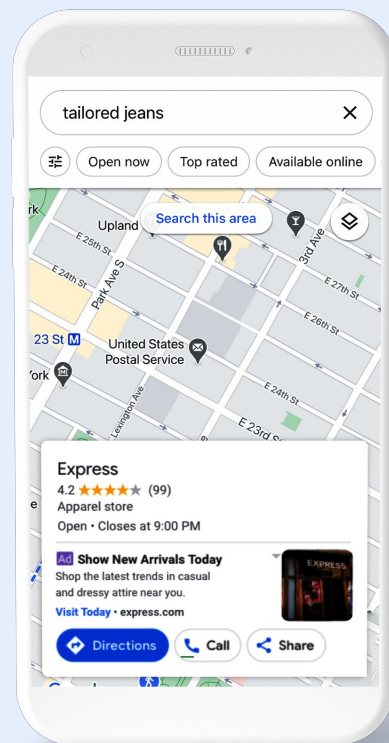 tailored jeans
Open now
Top rated
Available online
Search this area
Upland
3rd Ave
E 25th St
Park Ave S
E 27th St
E 24th St
E 26th St
23 St M
United States
Postal Service
York
Lexington Ave
E 24th St
E 23rd
Express
4.2 (99)
Apparel store
Open • Closes at 9:00 PM
Ad Show New Arrivals Today
Shop the latest trends in casual
and dressy attire near you.
Visit Today • express.com
EXPRESS
Directions
Call
Share